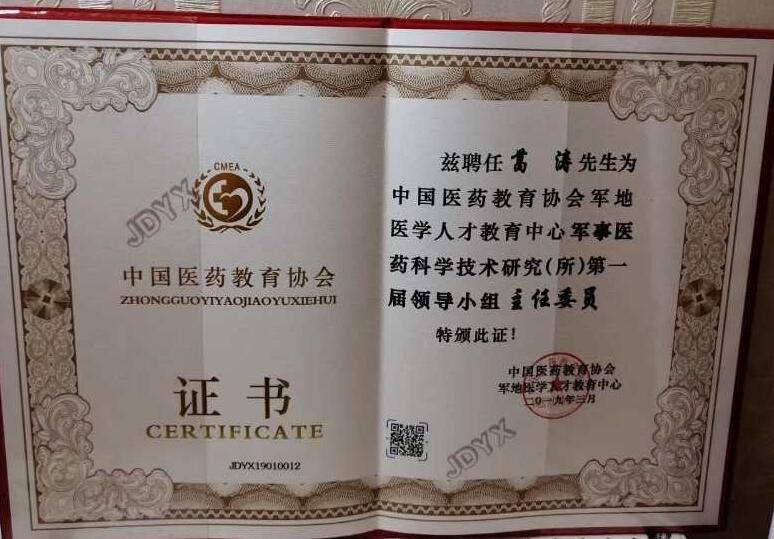 CMEA
JDYX
中国医药教育协会
ZHONGGUOYIYAOJIAOYUXIEHUI
证书
CERTIFICATE
JDYX19010012
兹聘任葛 涛先生为
中国医药教育协会军地
医学人才教育中心军事医
药科学技术研究(所)第一
届领导小组主任委员
特颁此证!
中国医药教育协会
军地医学人才教育中心
二〇一九年三月
JDYX